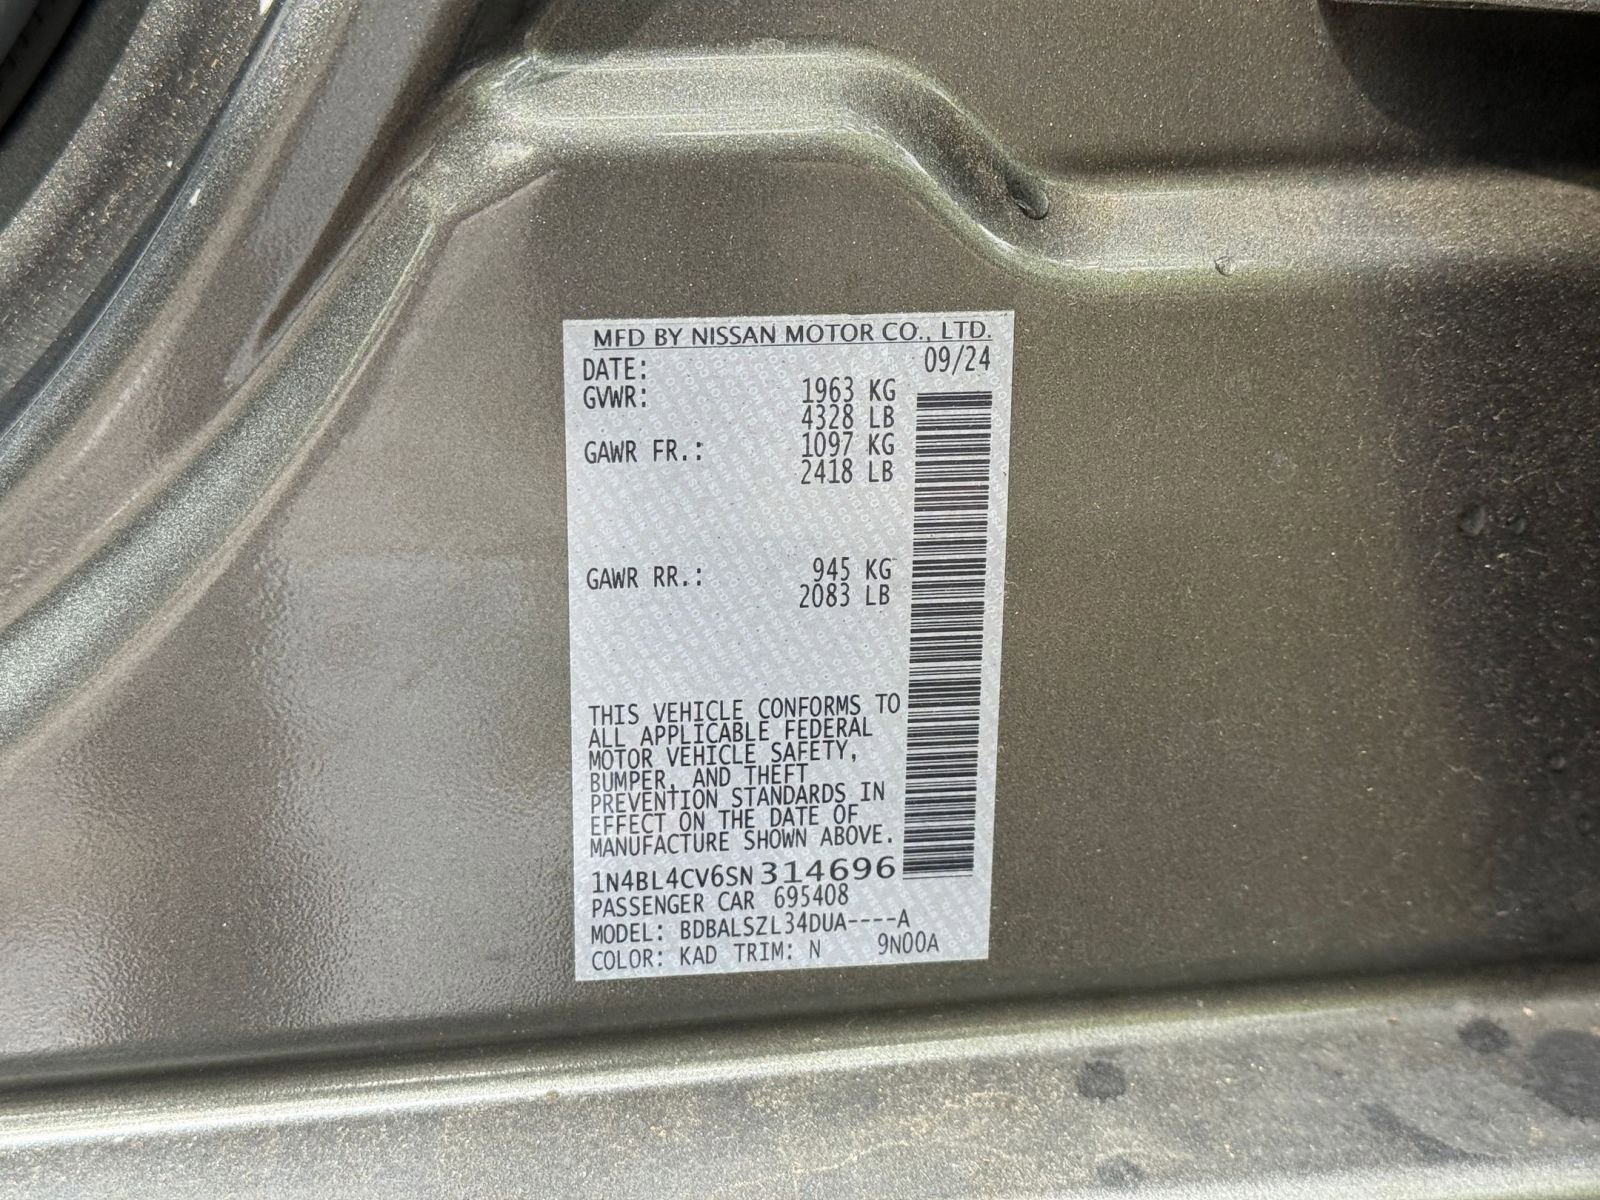 MFD BY NISSAN MOTOR CO., LTD.
DATE: 09/24
GVWR: 1963 KG
4328 LB
GAWR FR.: 1097 KG
2418 LB
GAWR RR.: 945 KG
2083 LB
THIS VEHICLE CONFORMS TO
ALL APPLICABLE FEDERAL
MOTOR VEHICLE SAFETY,
BUMPER, AND THEFT
PREVENTION STANDARDS IN
EFFECT ON THE DATE OF
MANUFACTURE SHOWN ABOVE.
1N4BL4CV6SN314696
PASSENGER CAR 695408
MODEL: BDBALSZL34DUA----A
COLOR: KAD TRIM: N 9N00A